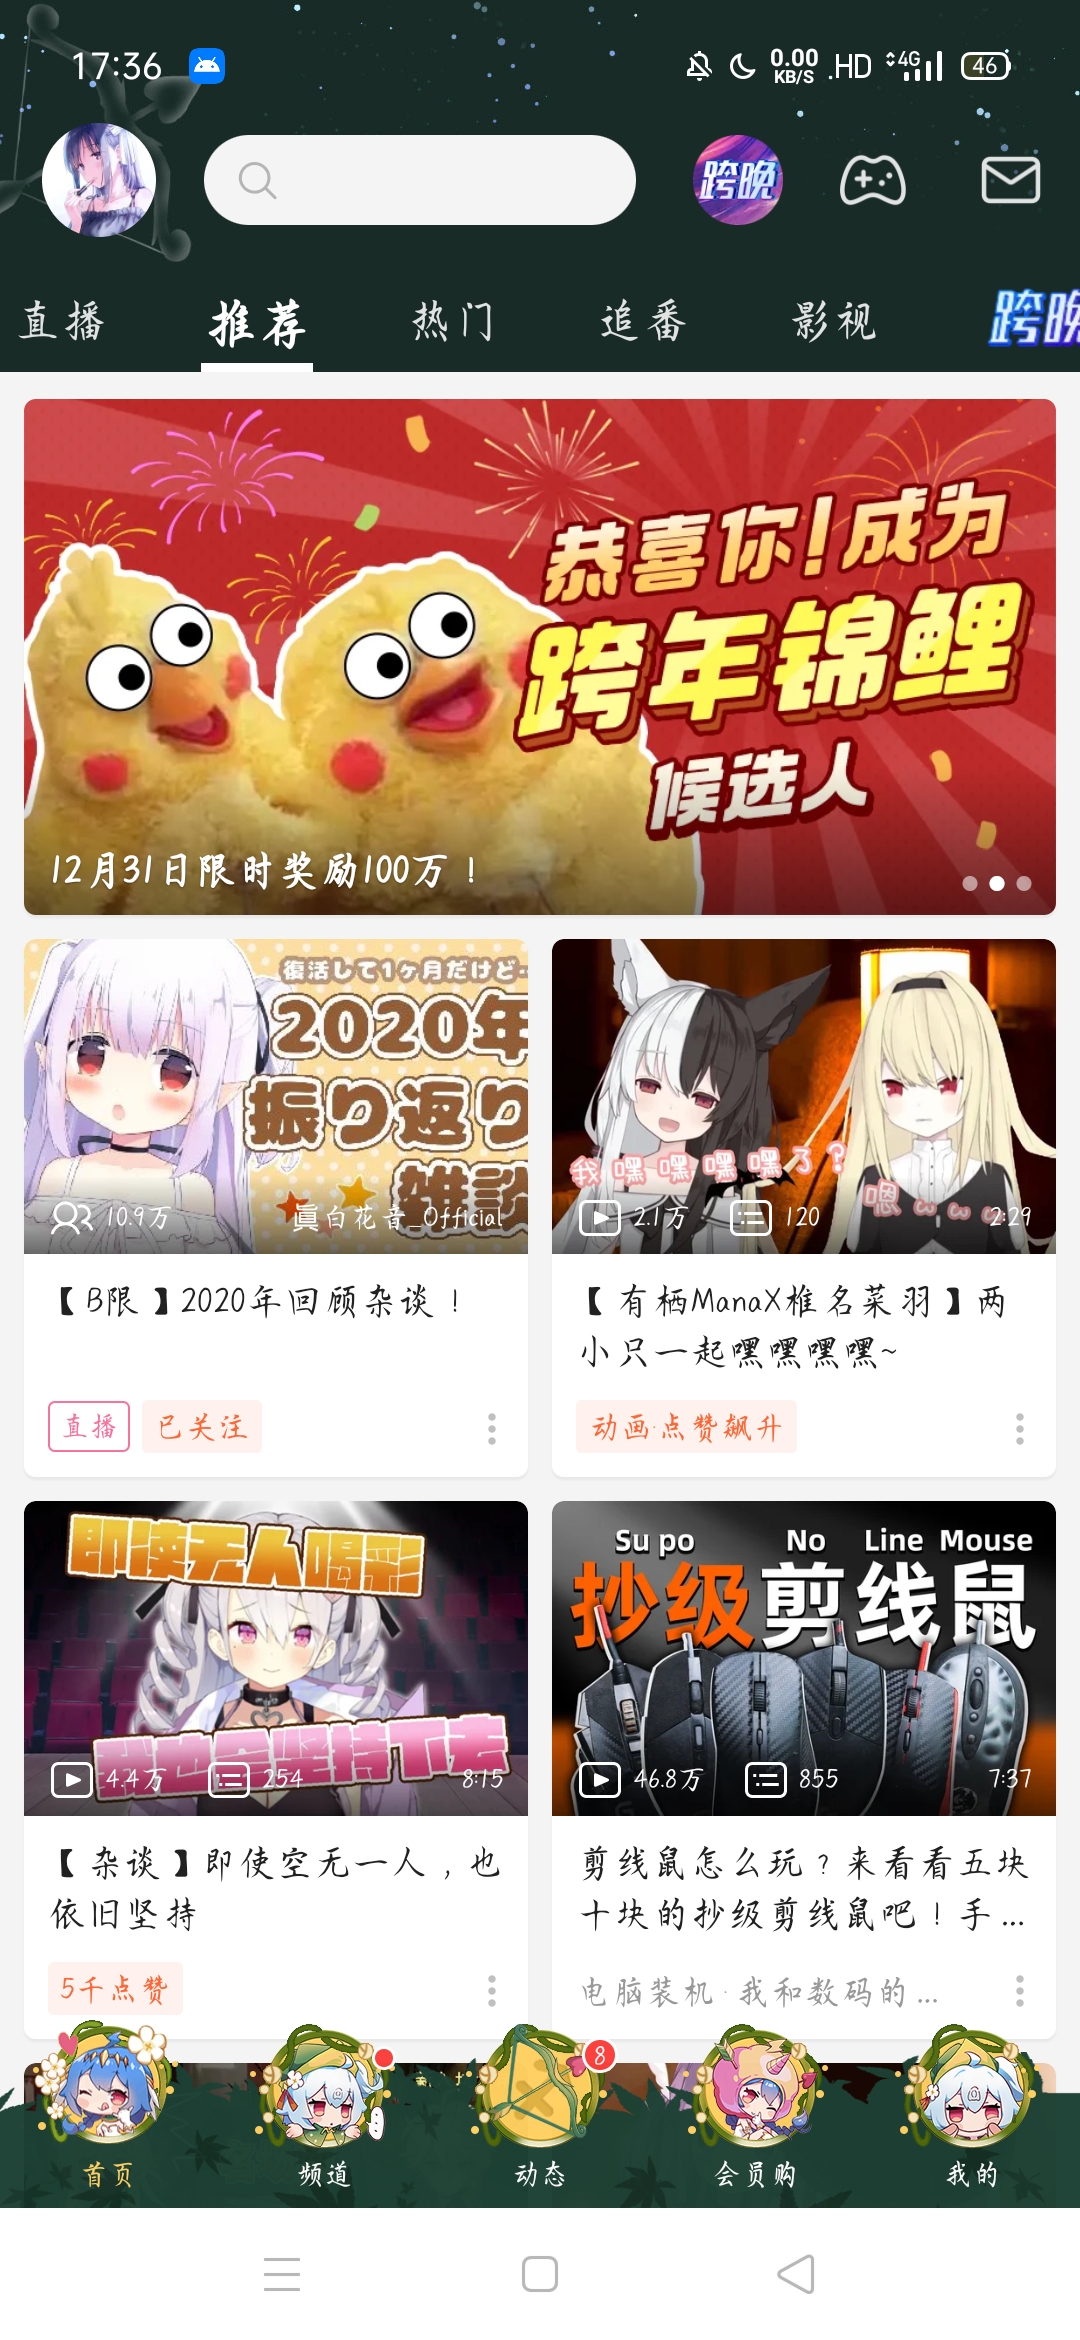 17:36
0.00
KB/S
.HD
4G
46
跨晚
直播
推荐
热门
追番
影视
跨晚
恭喜你!成为
跨年锦鲤
候选人
12月31日限时奖励100万！
復活して1ヶ月だけど…
2020年
振り返り
雑談
10.9万
眞白花音_Official
我嘿嘿嘿嘿了?
嗯www
2.1万
120
2:29
【B限】2020年回顾杂谈！
直播
已关注
【有栖ManaX椎名菜羽】两
小只一起嘿嘿嘿嘿~
动画·点赞飙升
即使无人喝彩
我也会坚持下去
4.4万
254
8:15
Su po No Line Mouse
抄级剪线鼠
46.8万
855
7:37
【杂谈】即使空无一人，也
依旧坚持
5千点赞
剪线鼠怎么玩？来看看五块
十块的抄级剪线鼠吧！手...
电脑装机·我和数码的...
8
首页
频道
动态
会员购
我的